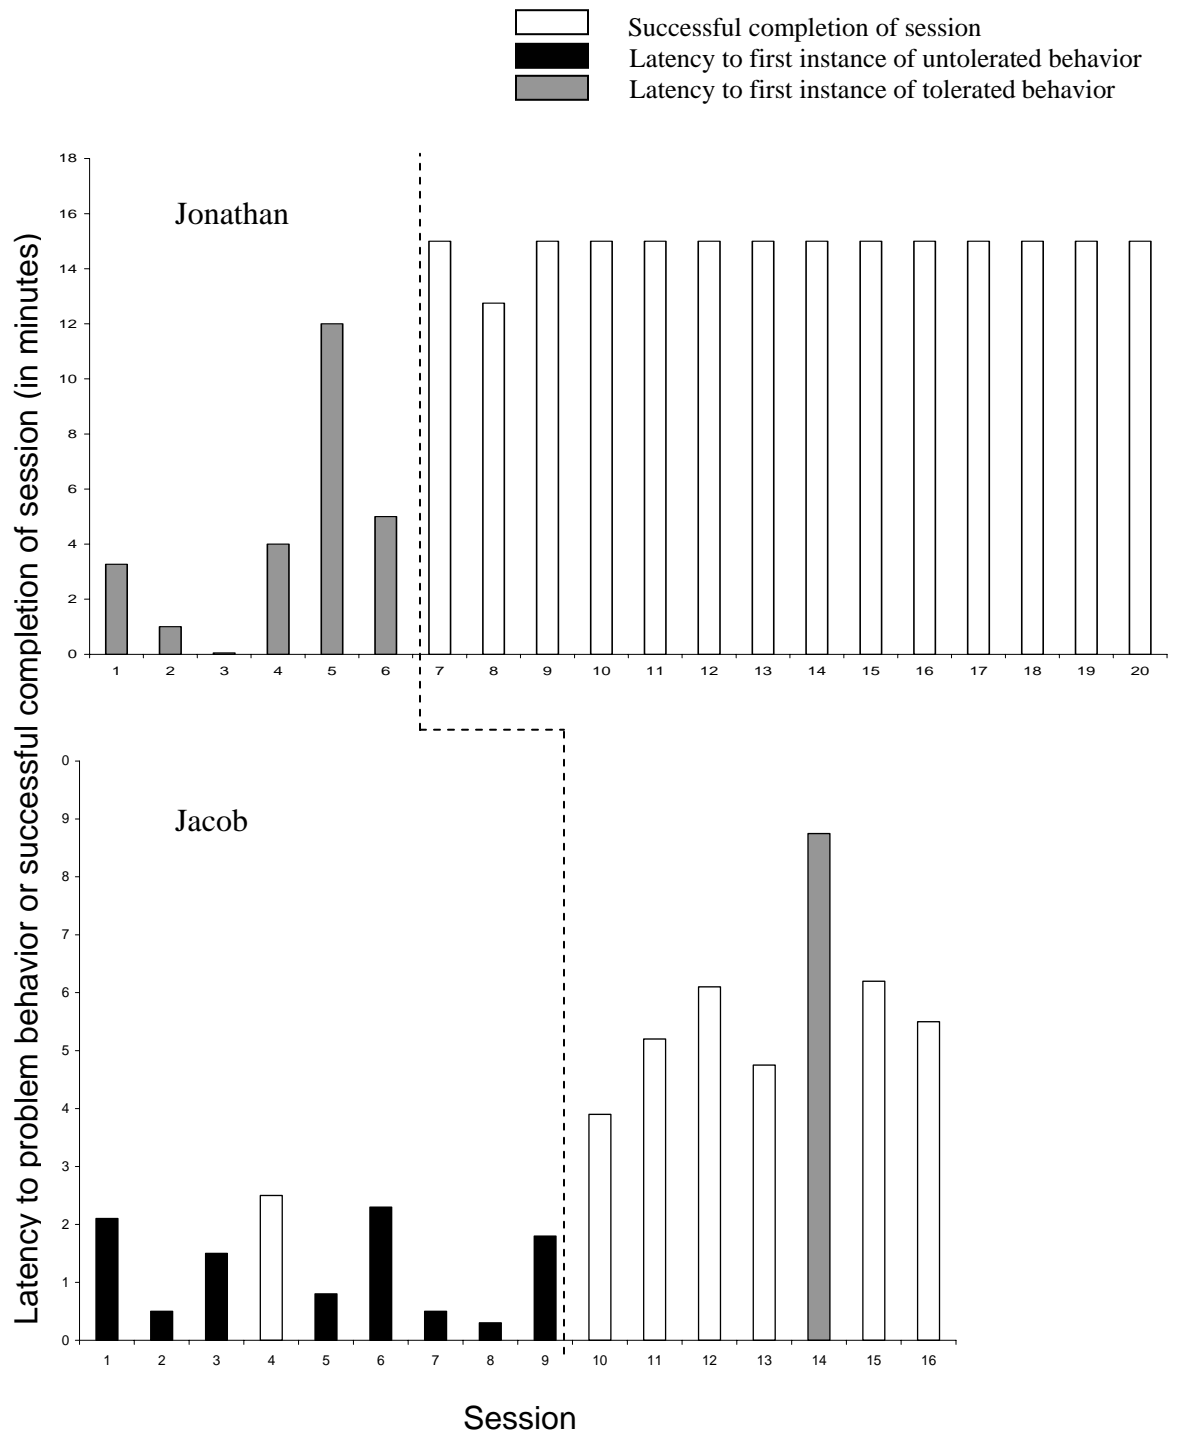 Successful completion of session
Latency to first instance of untolerated behavior
Latency to first instance of tolerated behavior
Latency to problem behavior or successful completion of session (in minutes)
Jonathan
18
16
14
12
10
8
6
4
2
0
1 2 3 4 5 6 7 8 9 10 11 12 13 14 15 16 17 18 19 20
Jacob
0
9
8
7
6
5
4
3
2
1
0
1 2 3 4 5 6 7 8 9 10 11 12 13 14 15 16
Session